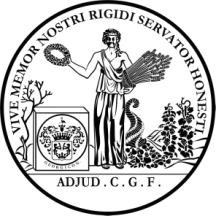 VIVE MEMOR NOSTRI RIGIDI SERVATOR HONESTI
ADJUD. C. G. F.